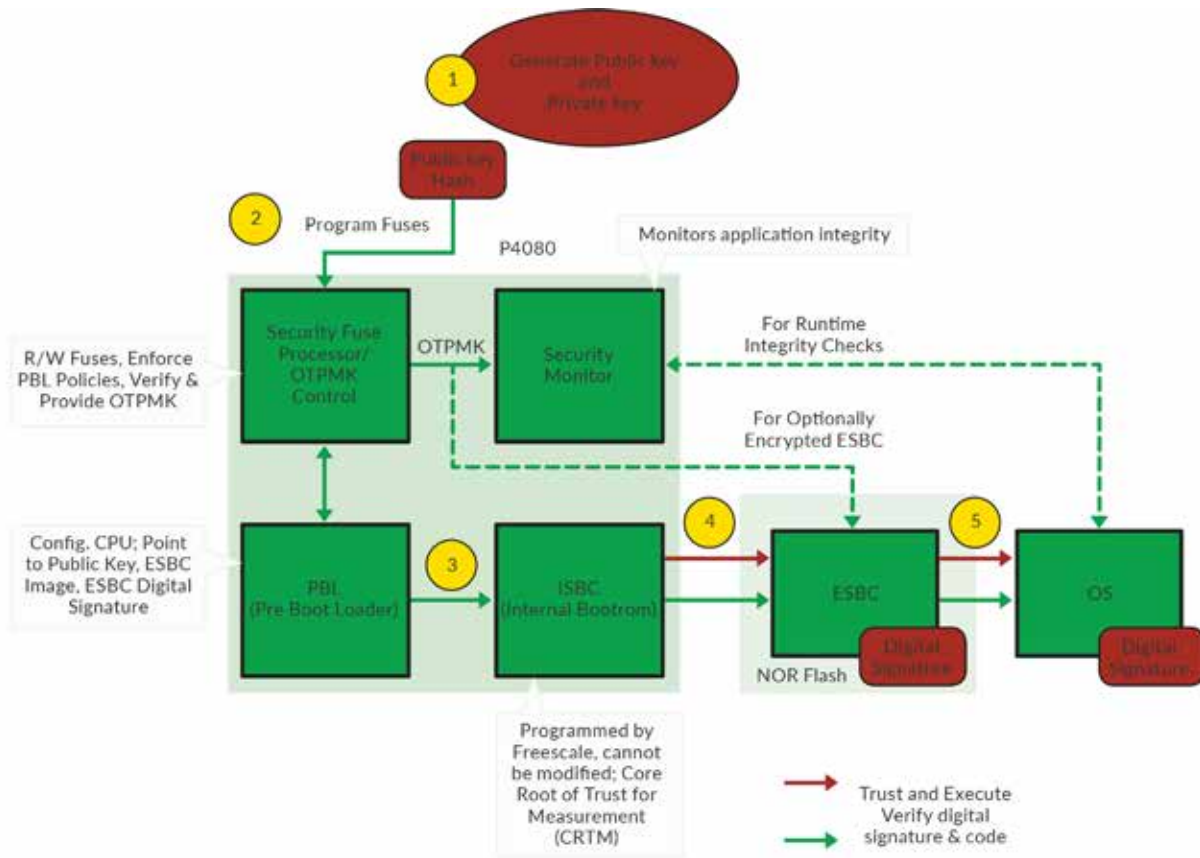 1
Generate Public key
and
Private key
Public key
Hash
2
Program Fuses
P4080
Monitors application integrity
Security Fuse
Processor/
OTPMK
Control
OTPMK
Security
Monitor
For Runtime
Integrity Checks
R/W Fuses, Enforce
PBL Policies, Verify &
Provide OTPMK
For Optionally
Encrypted ESBC
Config. CPU; Point
to Public Key, ESBC
Image, ESBC Digital
Signature
PBL
(Pre Boot Loader)
3
ISBC
(Internal Bootrom)
4
ESBC
Digital
Signature
NOR Flash
5
OS
Digital
Signature
Programmed by
Freescale, cannot
be modified; Core
Root of Trust for
Measurement
(CRTM)
Trust and Execute
Verify digital
signature & code